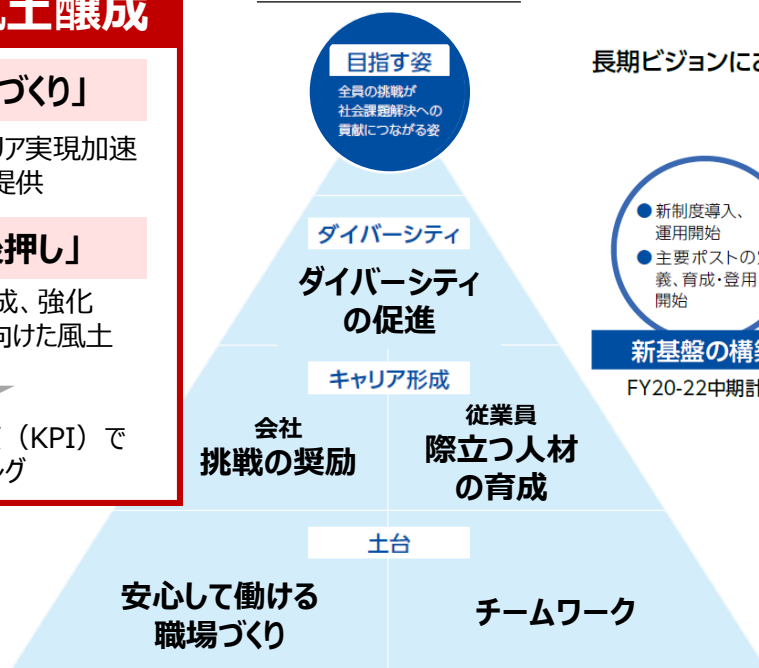 土醸成
づくり」
リア実現加速
提供
押し」
成、強化
向けた風土
（KPI）で
グ
目指す姿
全員の挑戦が
社会課題解決への
貢献につながる姿
ダイバーシティ
ダイバーシティ
の促進
キャリア形成
会社
挑戦の奨励
従業員
際立つ人材
の育成
土台
安心して働ける
職場づくり
チームワーク
長期ビジョンにお
● 新制度導入、
運用開始
● 主要ポストの
義、育成・登用
開始
新基盤の構築
FY20-22中期計